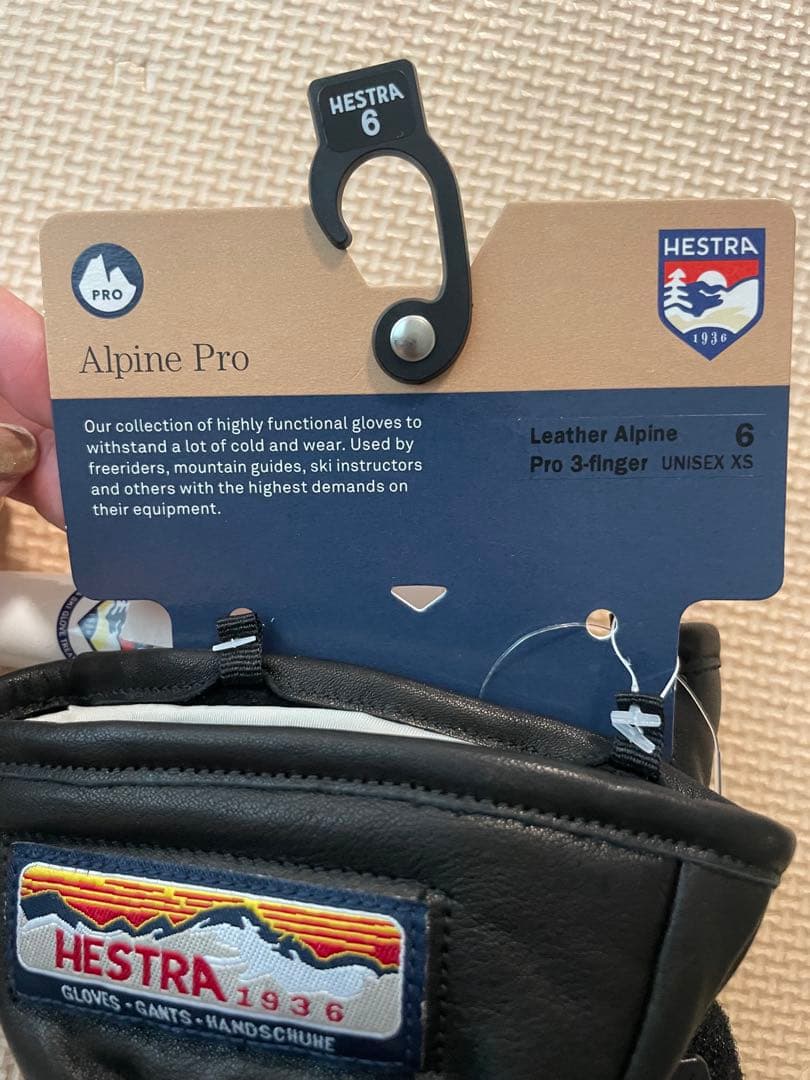 HESTRA
6
PRO
HESTRA
1936
Alpine Pro
Our collection of highly functional gloves to
withstand a lot of cold and wear. Used by
freeriders, mountain guides, ski instructors
and others with the highest demands on
their equipment.
Leather Alpine 6
Pro 3-finger UNISEX XS
SKI GLOVE
HESTRA 1936
GLOVES • GANTS • HANDSCHUHE